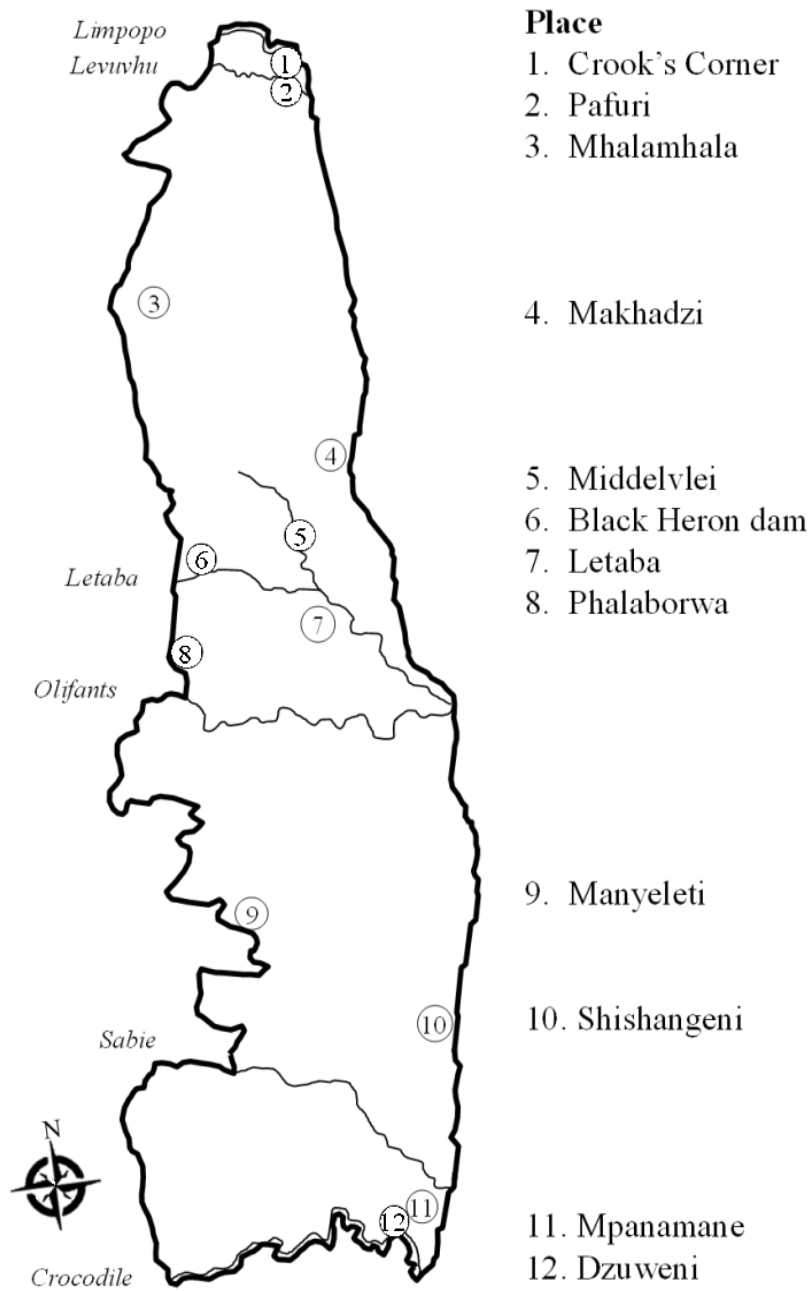 Limpopo
Levuvhu
1
2
3
4
5
6
Letaba
7
8
Olifants
9
10
Sabie
N
11
12
Crocodile
Place
1. Crook's Corner
2. Pafuri
3. Mhalamhala
4. Makhadzi
5. Middelvlei
6. Black Heron dam
7. Letaba
8. Phalaborwa
9. Manyeleti
10. Shishangeni
11. Mpanamane
12. Dzuweni